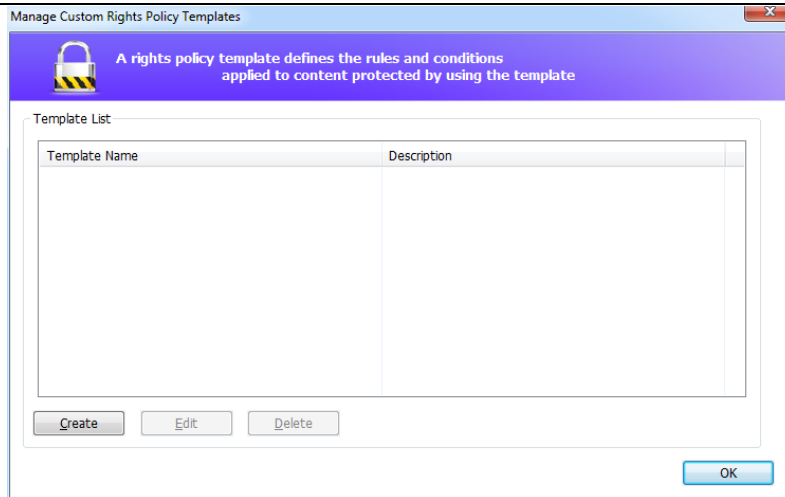 Manage Custom Rights Policy Templates
A rights policy template defines the rules and conditions
applied to content protected by using the template
Template List
Template Name Description
Create Edit Delete
OK